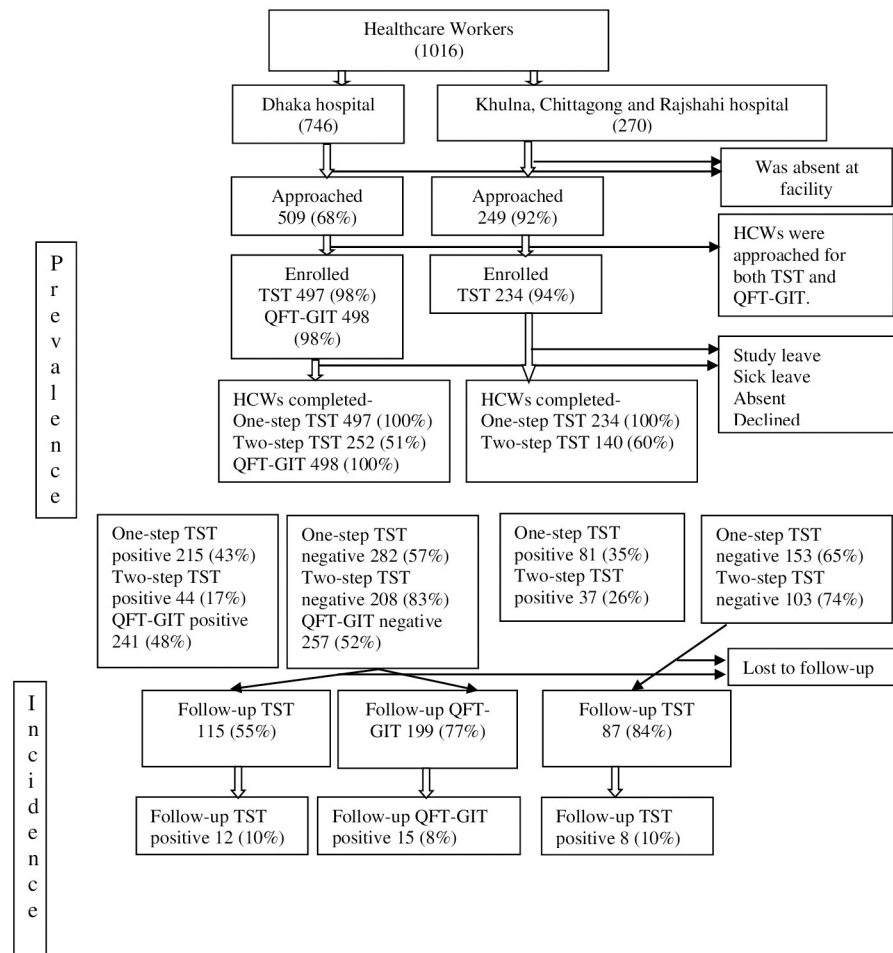 Healthcare Workers
(1016)
Dhaka hospital
(746)
Khulna, Chittagong and Rajshahi hospital
(270)
Was absent at
facility
Approached
509 (68%)
Approached
249 (92%)
Prevalence
HCWs were
approached for
both TST and
QFT-GIT.
Enrolled
TST 497 (98%)
QFT-GIT 498
(98%)
Enrolled
TST 234 (94%)
Study leave
Sick leave
Absent
Declined
HCWs completed-
One-step TST 497 (100%)
Two-step TST 252 (51%)
QFT-GIT 498 (100%)
HCWs completed-
One-step TST 234 (100%)
Two-step TST 140 (60%)
One-step TST
positive 215 (43%)
Two-step TST
positive 44 (17%)
QFT-GIT positive
241 (48%)
One-step TST
negative 282 (57%)
Two-step TST
negative 208 (83%)
QFT-GIT negative
257 (52%)
One-step TST
positive 81 (35%)
Two-step TST
positive 37 (26%)
One-step TST
negative 153 (65%)
Two-step TST
negative 103 (74%)
Lost to follow-up
Incidence
Follow-up TST
115 (55%)
Follow-up QFT-
GIT 199 (77%)
Follow-up TST
87 (84%)
Follow-up TST
positive 12 (10%)
Follow-up QFT-GIT
positive 15 (8%)
Follow-up TST
positive 8 (10%)